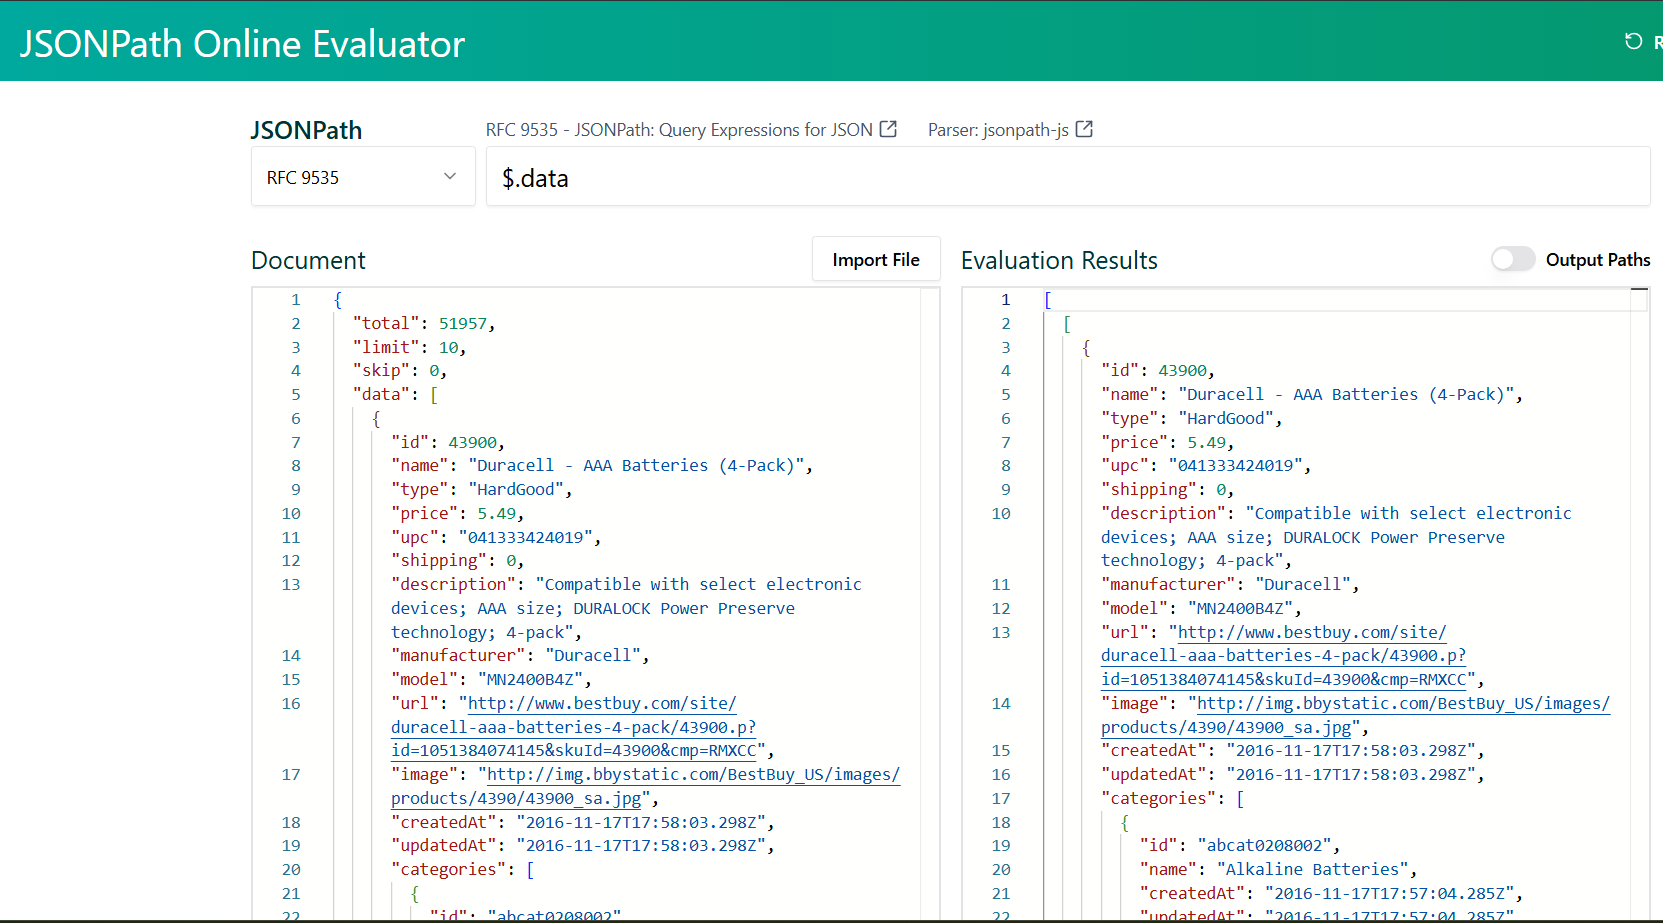 JSONPath Online Evaluator
JSONPath
RFC 9535 - JSONPath: Query Expressions for JSON
Parser: jsonpath-js
RFC 9535
$.data
Document
Import File
1 {
2 "total": 51957,
3 "limit": 10,
4 "skip": 0,
5 "data": [
6 {
7 "id": 43900,
8 "name": "Duracell - AAA Batteries (4-Pack)",
9 "type": "HardGood",
10 "price": 5.49,
11 "upc": "041333424019",
12 "shipping": 0,
13 "description": "Compatible with select electronic
devices; AAA size; DURALOCK Power Preserve
technology; 4-pack",
14 "manufacturer": "Duracell",
15 "model": "MN2400B4Z",
16 "url": "http://www.bestbuy.com/site/
duracell-aaa-batteries-4-pack/43900.p?
id=1051384074145&skuId=43900&cmp=RMXCC",
17 "image": "http://img.bbystatic.com/BestBuy_US/images/
products/4390/43900_sa.jpg",
18 "createdAt": "2016-11-17T17:58:03.298Z",
19 "updatedAt": "2016-11-17T17:58:03.298Z",
20 "categories": [
21 {
22 "id": "abcat0208002"
Evaluation Results
Output Paths
1 [
2 [
3 {
4 "id": 43900,
5 "name": "Duracell - AAA Batteries (4-Pack)",
6 "type": "HardGood",
7 "price": 5.49,
8 "upc": "041333424019",
9 "shipping": 0,
10 "description": "Compatible with select electronic
devices; AAA size; DURALOCK Power Preserve
technology; 4-pack",
11 "manufacturer": "Duracell",
12 "model": "MN2400B4Z",
13 "url": "http://www.bestbuy.com/site/
duracell-aaa-batteries-4-pack/43900.p?
id=1051384074145&skuId=43900&cmp=RMXCC",
14 "image": "http://img.bbystatic.com/BestBuy_US/images/
products/4390/43900_sa.jpg",
15 "createdAt": "2016-11-17T17:58:03.298Z",
16 "updatedAt": "2016-11-17T17:58:03.298Z",
17 "categories": [
18 {
19 "id": "abcat0208002",
20 "name": "Alkaline Batteries",
21 "createdAt": "2016-11-17T17:57:04.285Z",
22 "updatedAt": "2016-11-17T17:57:04.285Z"